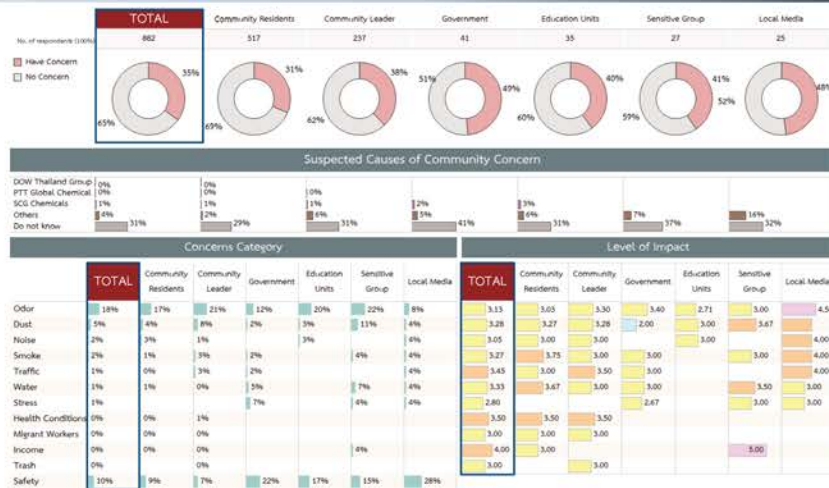 TOTAL Community Residents Community Leader Government Education Units Sensitive Group Local Media
No. of respondents (100%) 882 517 237 41 35 27 25
Have Concern
No Concern
35% 31% 38% 51% 49% 40% 41% 52% 48%
65% 69% 62% 60% 59%
Suspected Causes of Community Concern
DOW Thailand Group 0% 0%
PTT Global Chemical 0% 0% 0%
SCG Chemicals 1% 1% 1% 2% 3%
Others 4% 2% 6% 5% 6% 7% 16%
Do not know 31% 29% 31% 41% 31% 37% 32%
Concerns Category Level of Impact
TOTAL Community Residents Community Leader Government Education Units Sensitive Group Local Media TOTAL Community Residents Community Leader Government Education Units Sensitive Group Local Media
Odor 18% 17% 21% 12% 20% 22% 8% 3.13 3.03 3.30 3.40 2.71 3.00 4.5
Dust 5% 4% 8% 2% 3% 11% 4% 3.28 3.27 3.28 2.00 3.00 3.67
Noise 2% 3% 1% 3% 4% 3.05 3.00 3.00 3.00 4.00
Smoke 2% 1% 3% 2% 4% 4% 3.27 3.75 3.00 3.00 3.00 4.00
Traffic 1% 0% 3% 2% 4% 3.45 3.00 3.50 3.00 4.00
Water 1% 1% 0% 5% 7% 4% 3.33 3.67 3.00 3.00 3.50 3.00
Stress 1% 7% 4% 4% 2.80 2.67 3.00 3.00
Health Conditions 0% 0% 1% 3.50 3.50 3.50
Migrant Workers 0% 0% 0% 3.00 3.00 3.00
Income 0% 0% 0% 4% 4.00 3.00 5.00
Trash 0% 0% 3.00 3.00
Safety 10% 9% 7% 22% 17% 15% 28%